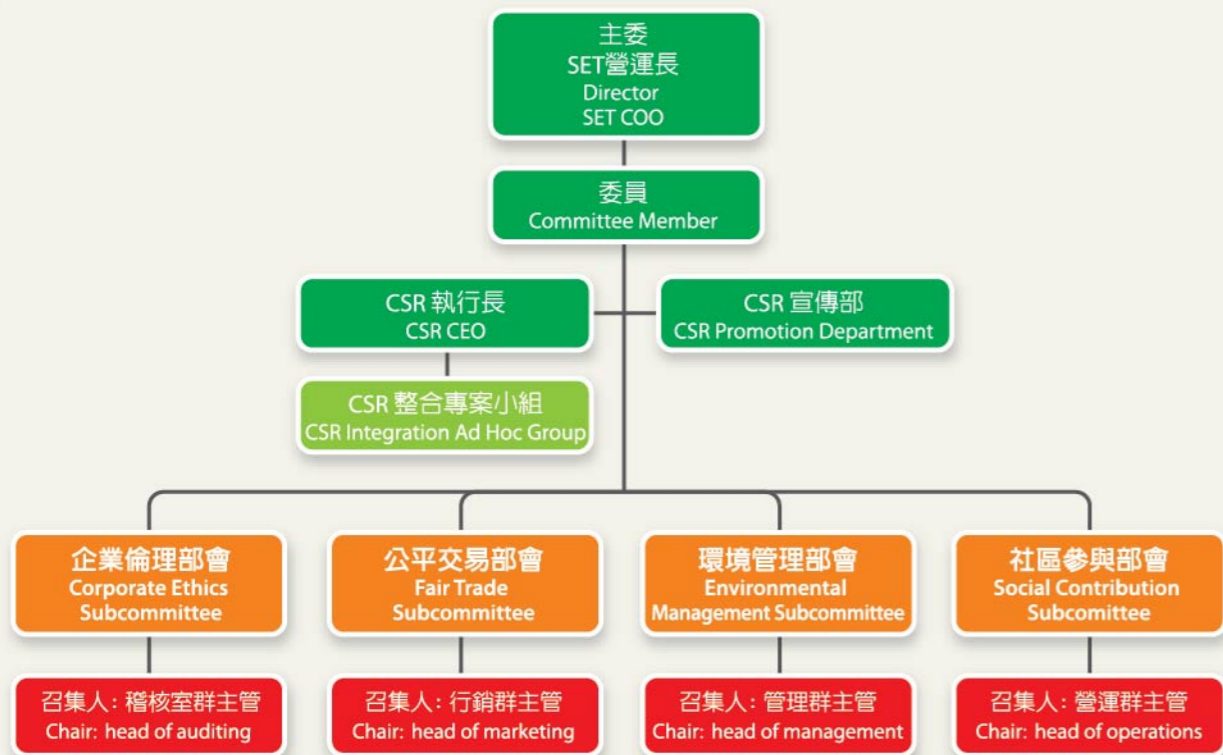 主委
SET營運長
Director
SET COO
委員
Committee Member
CSR 執行長
CSR CEO
CSR 宣傳部
CSR Promotion Department
CSR 整合專案小組
CSR Integration Ad Hoc Group
企業倫理部會
Corporate Ethics
Subcommittee
公平交易部會
Fair Trade
Subcommittee
環境管理部會
Environmental
Management Subcommittee
社區參與部會
Social Contribution
Subcomittee
召集人: 稽核室群主管
Chair: head of auditing
召集人: 行銷群主管
Chair: head of marketing
召集人: 管理群主管
Chair: head of management
召集人: 營運群主管
Chair: head of operations